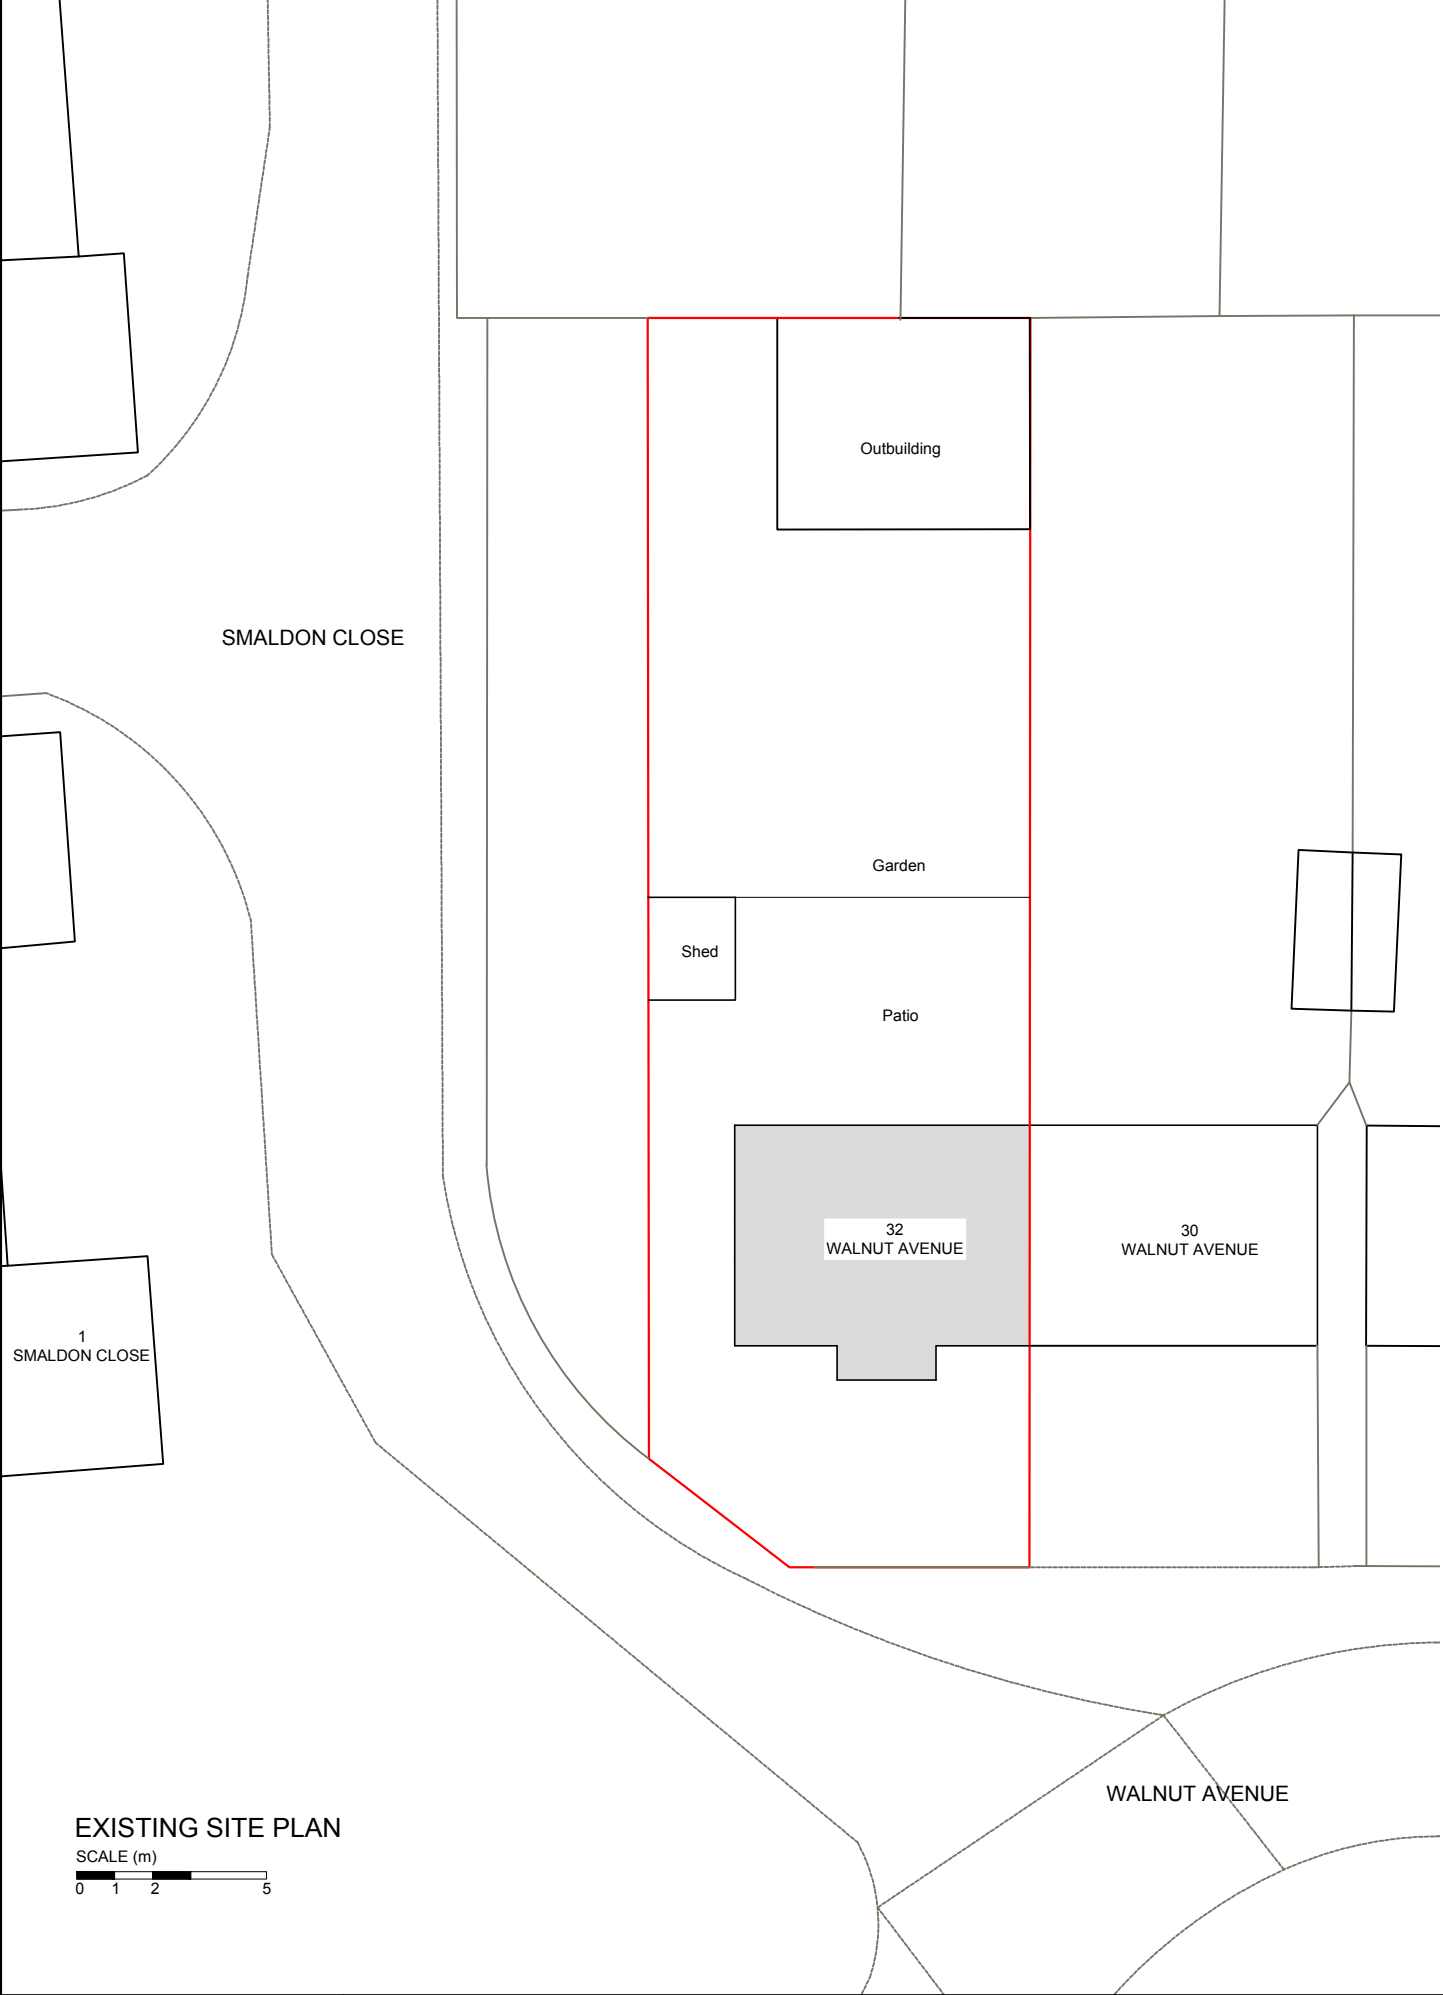 Outbuilding
SMALDON CLOSE
Garden
Shed
Patio
32
WALNUT AVENUE
30
WALNUT AVENUE
1
SMALDON CLOSE
WALNUT AVENUE
EXISTING SITE PLAN
SCALE (m)
0 1 2 5